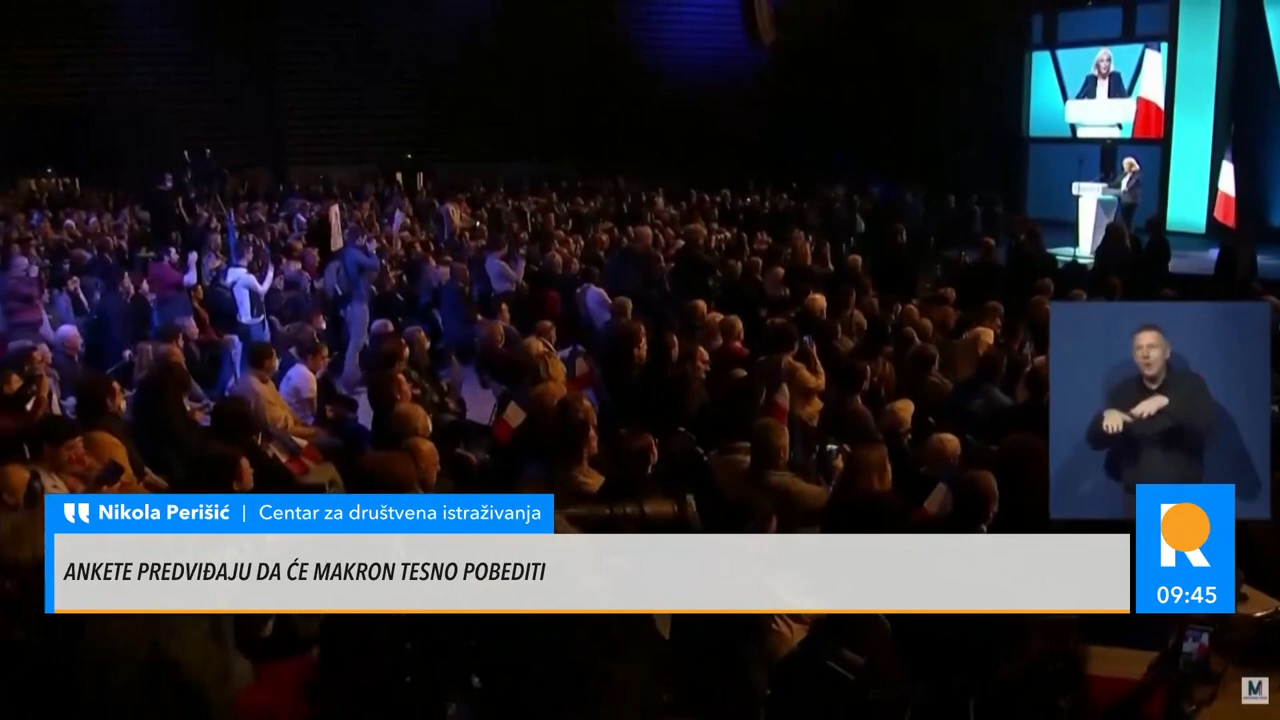 Nikola Perišić | Centar za društvena istraživanja
ANKETE PREDVIĐAJU DA ĆE MAKRON TESNO POBEDITI
R
09:45
M